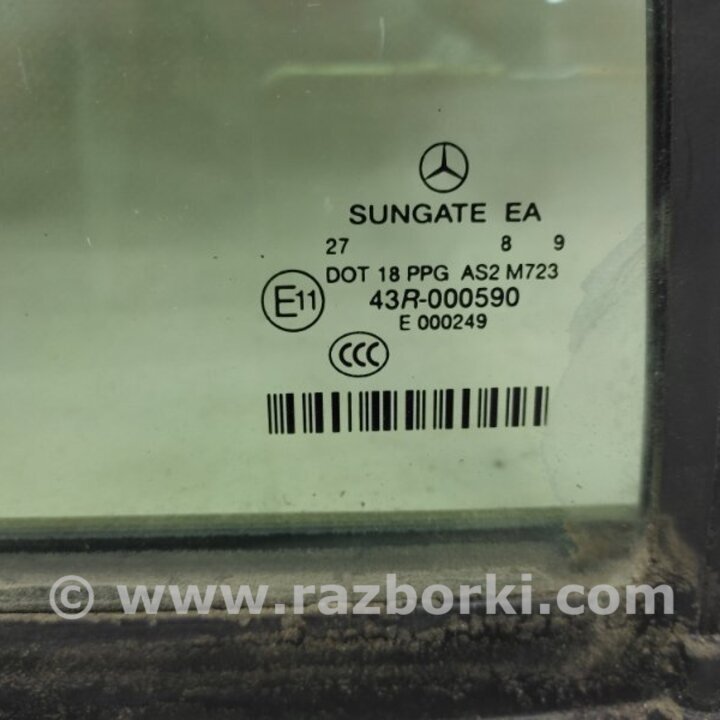 SUNGATE EA
27 8 9
DOT 18 PPG AS2 M723
E11 43R-000590
E 000249
CCC
© www.razborki.com